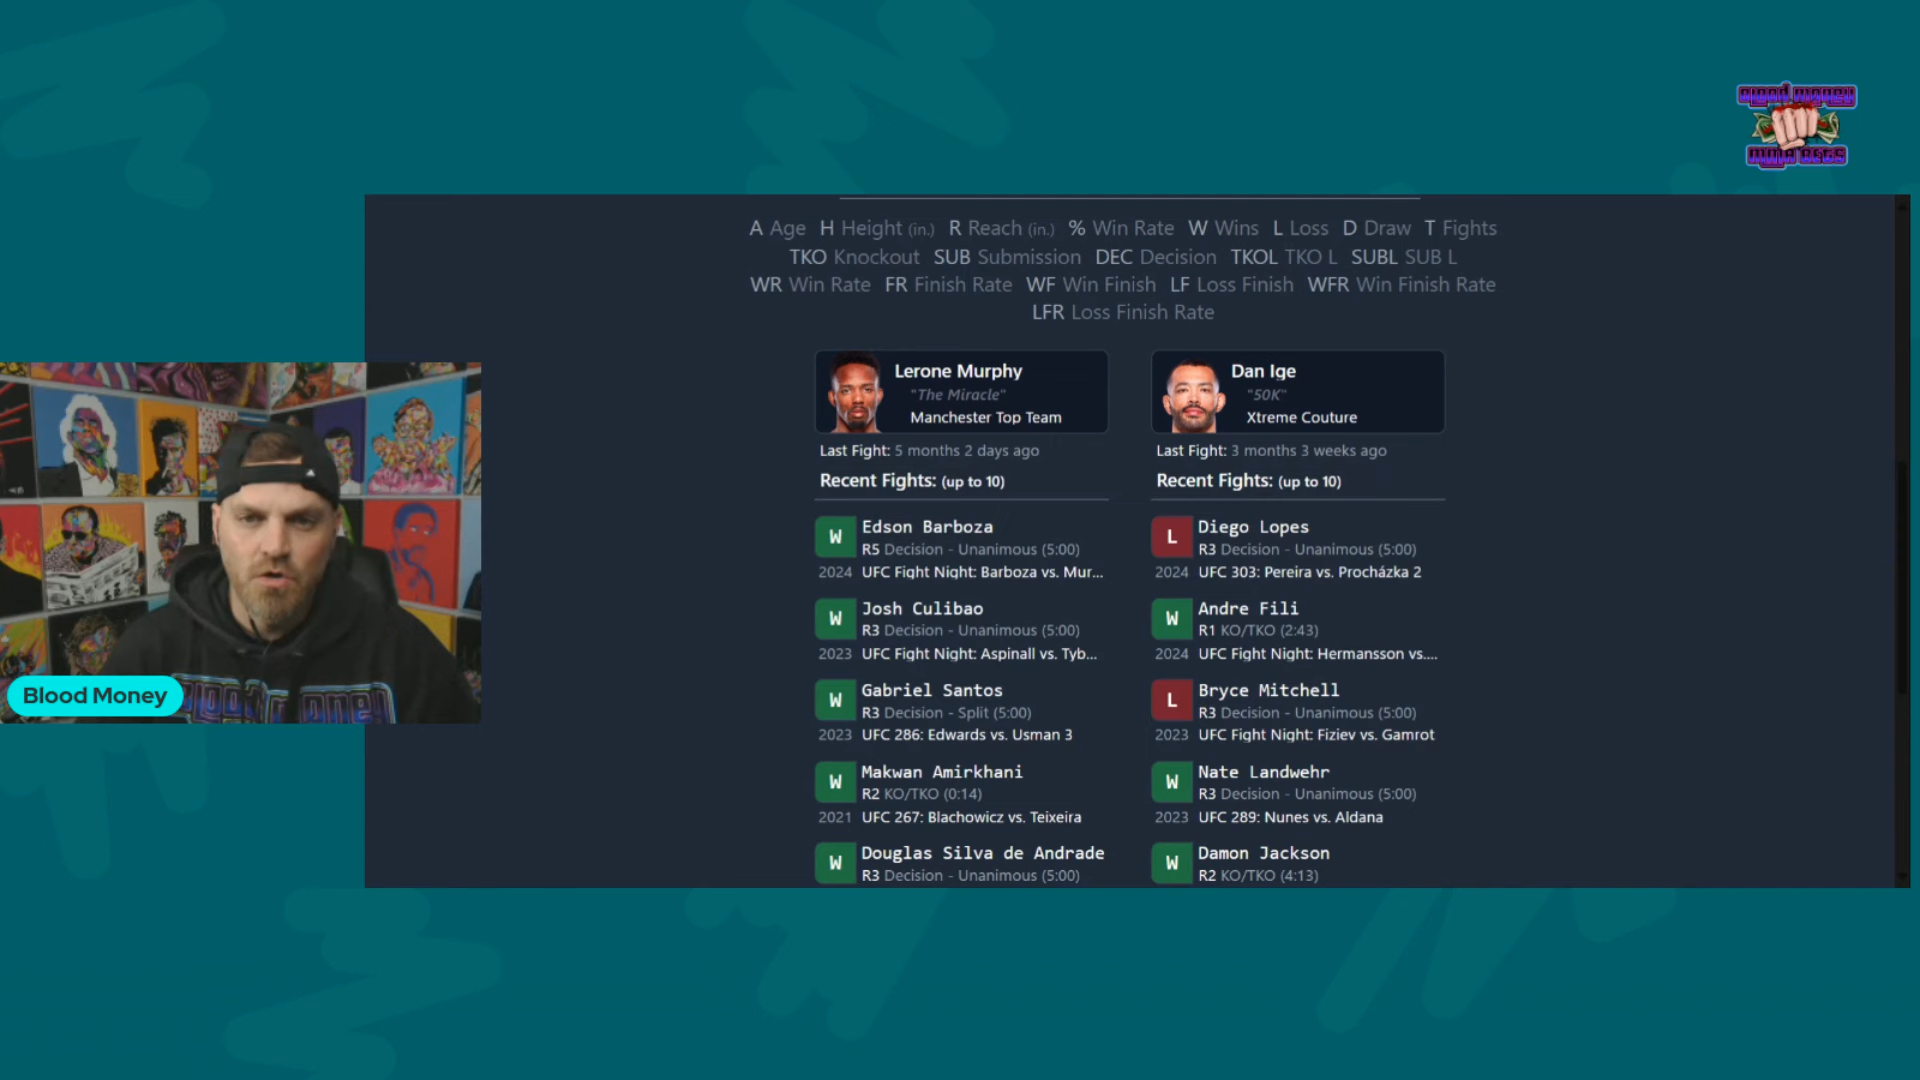 BLOOD MONEY
MMA BETS
A Age H Height (in.) R Reach (in.) % Win Rate W Wins L Loss D Draw T Fights
TKO Knockout SUB Submission DEC Decision TKOL TKO L SUBL SUB L
WR Win Rate FR Finish Rate WF Win Finish LF Loss Finish WFR Win Finish Rate
LFR Loss Finish Rate
Lerone Murphy
"The Miracle"
Manchester Top Team
Last Fight: 5 months 2 days ago
Recent Fights: (up to 10)
W Edson Barboza
R5 Decision - Unanimous (5:00)
2024 UFC Fight Night: Barboza vs. Mur...
W Josh Culibao
R3 Decision - Unanimous (5:00)
2023 UFC Fight Night: Aspinall vs. Tyb...
W Gabriel Santos
R3 Decision - Split (5:00)
2023 UFC 286: Edwards vs. Usman 3
W Makwan Amirkhani
R2 KO/TKO (0:14)
2021 UFC 267: Blachowicz vs. Teixeira
W Douglas Silva de Andrade
R3 Decision - Unanimous (5:00)
Dan Ige
"50K"
Xtreme Couture
Last Fight: 3 months 3 weeks ago
Recent Fights: (up to 10)
L Diego Lopes
R3 Decision - Unanimous (5:00)
2024 UFC 303: Pereira vs. Procházka 2
W Andre Fili
R1 KO/TKO (2:43)
2024 UFC Fight Night: Hermansson vs....
L Bryce Mitchell
R3 Decision - Unanimous (5:00)
2023 UFC Fight Night: Fiziev vs. Gamrot
W Nate Landwehr
R3 Decision - Unanimous (5:00)
2023 UFC 289: Nunes vs. Aldana
W Damon Jackson
R2 KO/TKO (4:13)
Blood Money
BLOOD MONEY